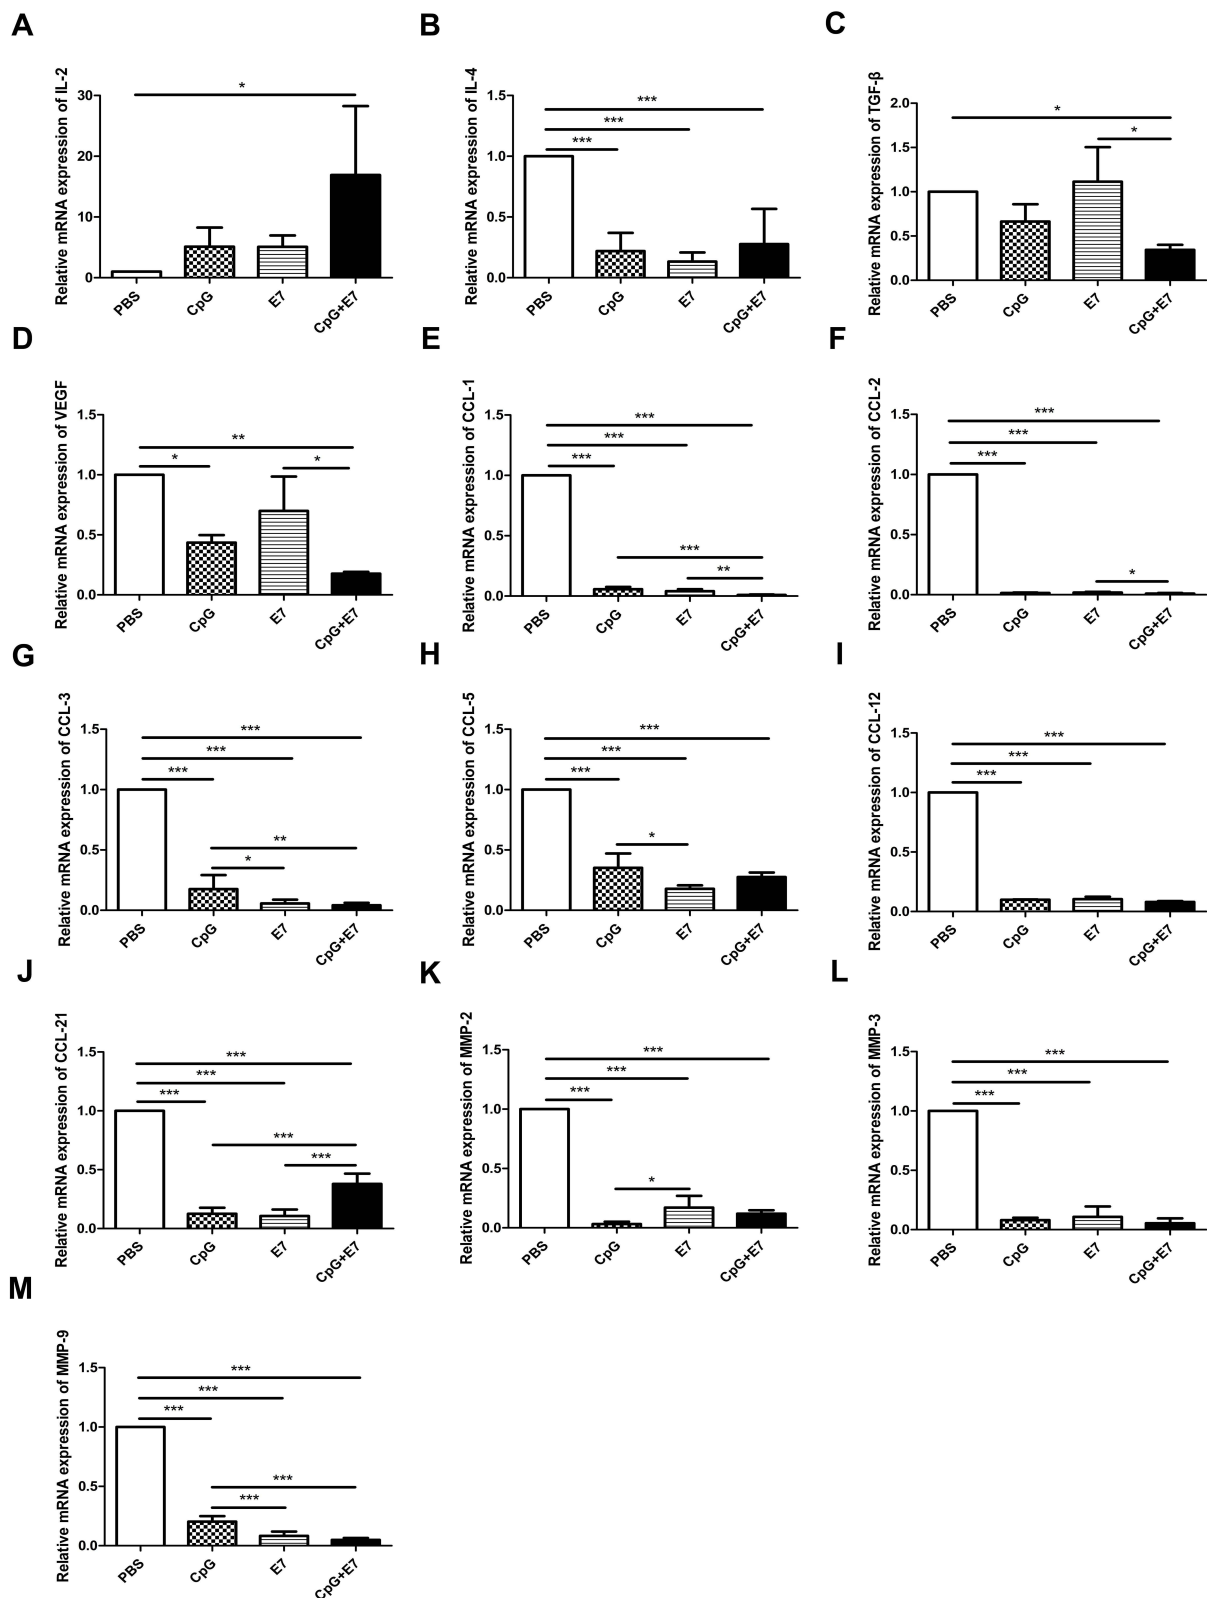 A
Relative mRNA expression of IL-2
30
20
10
0
*
PBS
CpG
E7
CpG+E7
B
Relative mRNA expression of IL-4
1.5
1.0
0.5
0.0
***
***
***
PBS
CpG
E7
CpG+E7
C
Relative mRNA expression of TGF-β
2.0
1.5
1.0
0.5
0.0
*
*
PBS
CpG
E7
CpG+E7
D
Relative mRNA expression of VEGF
1.5
1.0
0.5
0.0
**
*
*
PBS
CpG
E7
CpG+E7
E
Relative mRNA expression of CCL-1
1.5
1.0
0.5
0.0
***
***
***
***
**
PBS
CpG
E7
CpG+E7
F
Relative mRNA expression of CCL-2
1.5
1.0
0.5
0.0
***
***
***
*
PBS
CpG
E7
CpG+E7
G
Relative mRNA expression of CCL-3
1.5
1.0
0.5
0.0
***
***
***
**
*
PBS
CpG
E7
CpG+E7
H
Relative mRNA expression of CCL-5
1.5
1.0
0.5
0.0
***
***
***
*
PBS
CpG
E7
CpG+E7
I
Relative mRNA expression of CCL-12
1.5
1.0
0.5
0.0
***
***
***
PBS
CpG
E7
CpG+E7
J
Relative mRNA expression of CCL-21
1.5
1.0
0.5
0.0
***
***
***
***
***
PBS
CpG
E7
CpG+E7
K
Relative mRNA expression of MMP-2
1.5
1.0
0.5
0.0
***
***
***
*
PBS
CpG
E7
CpG+E7
L
Relative mRNA expression of MMP-3
1.5
1.0
0.5
0.0
***
***
***
PBS
CpG
E7
CpG+E7
M
Relative mRNA expression of MMP-9
1.5
1.0
0.5
0.0
***
***
***
***
***
PBS
CpG
E7
CpG+E7